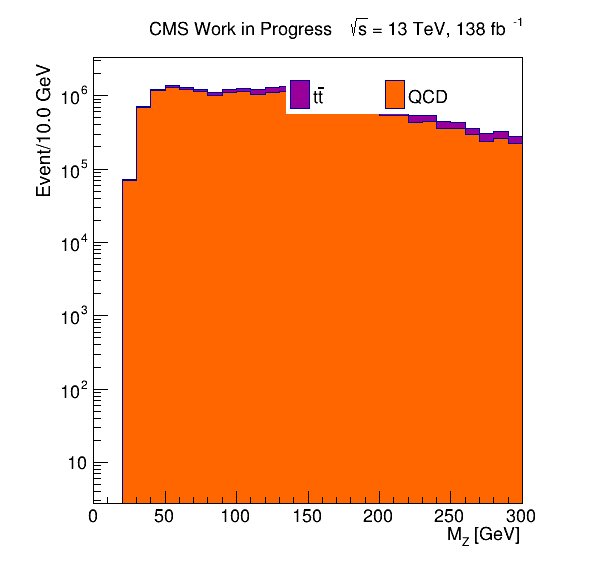 CMS Work in Progress √s = 13 TeV, 138 fb⁻¹
Event/10.0 GeV
tt̄ QCD
10⁶
10⁵
10⁴
10³
10²
10
0 50 100 150 200 250 300
M_Z [GeV]